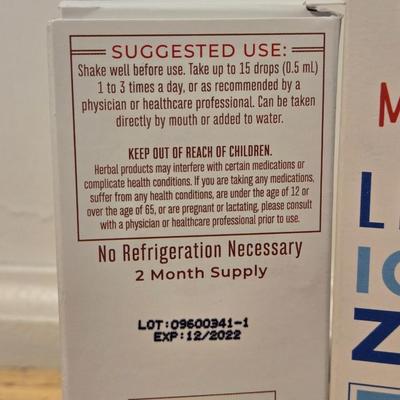 SUGGESTED USE:
Shake well before use. Take up to 15 drops (0.5 mL)
1 to 3 times a day, or as recommended by a
physician or healthcare professional. Can be taken
directly by mouth or added to water.
KEEP OUT OF REACH OF CHILDREN.
Herbal products may interfere with certain medications or
complicate health conditions. If you are taking any medications,
suffer from any health conditions, are under the age of 12 or
over the age of 65, or are pregnant or lactating, please consult
with a physician or healthcare professional prior to use.
No Refrigeration Necessary
2 Month Supply
LOT:09600341-1
EXP:12/2022
M
L
IO
Z